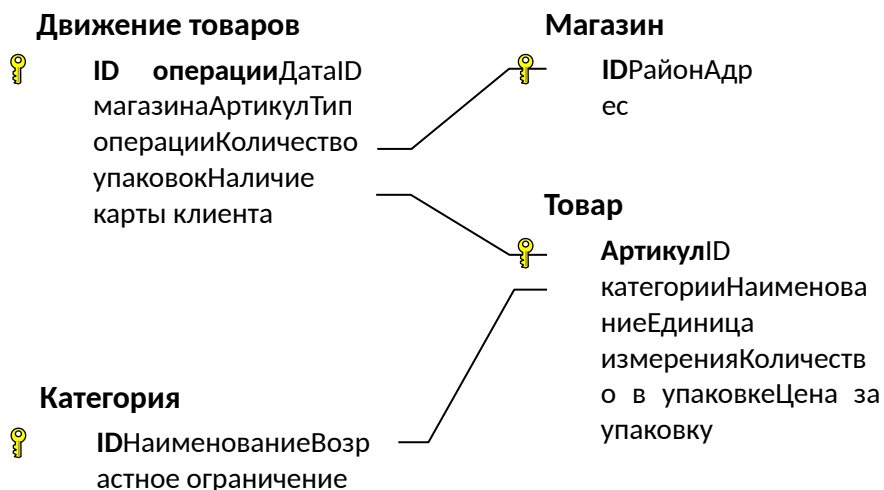 Движение товаров
ID операцииДатаID
магазинаАртикулТип
операцииКоличество
упаковокНаличие
карты клиента
Магазин
IDРайонАдр
ес
Товар
АртикулID
категорииНаименова
ниеЕдиница
измеренияКоличеств
о в упаковкеЦена за
упаковку
Категория
IDНаименованиеВозр
астное ограничение